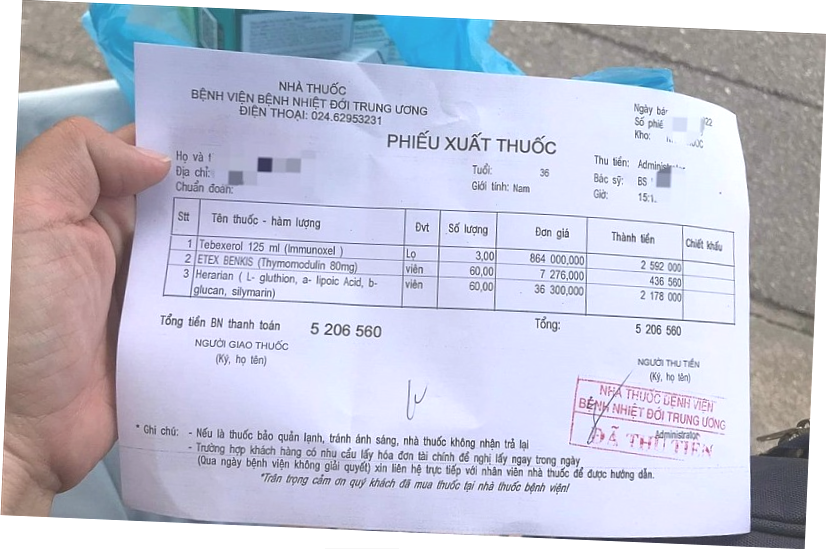 NHÀ THUỐC
BỆNH VIỆN BỆNH NHIỆT ĐỚI TRUNG ƯƠNG
ĐIỆN THOẠI: 024.62953231
PHIẾU XUẤT THUỐC
Ngày bá 22
Số phiế
Kho: ỐC
Họ và t
Địa chỉ:
Chuẩn đoán:
Tuổi: 36
Giới tính: Nam
Thu tiền: Administrator
Bác sỹ: BS
Giờ: 15:1
Stt Tên thuốc - hàm lượng Đvt Số lượng Đơn giá Thành tiền Chiết khấu
1 Tebexerol 125 ml (Immunoxel ) Lọ 3,00 864 000,000 2 592 000
2 ETEX BENKIS (Thymomodulin 80mg) viên 60,00 7 276,000 436 560
3 Herarian ( L- gluthion, a- lipoic Acid, b- viên 60,00 36 300,000 2 178 000
glucan, silymarin)
Tổng tiền BN thanh toán 5 206 560 Tổng: 5 206 560
NGƯỜI GIAO THUỐC
(Ký, họ tên)
NGƯỜI THU TIỀN
(Ký, họ tên)
NHÀ THUỐC BỆNH VIỆN
BỆNH NHIỆT ĐỚI TRUNG ƯƠNG
ĐÃ THU TIỀN
Administrator
* Ghi chú: - Nếu là thuốc bảo quản lạnh, tránh ánh sáng, nhà thuốc không nhận trả lại
- Trường hợp khách hàng có nhu cầu lấy hóa đơn tài chính đề nghị lấy ngay trong ngày
(Qua ngày bệnh viện không giải quyết) xin liên hệ trực tiếp với nhân viên nhà thuốc để được hướng dẫn.
*Trân trọng cảm ơn quý khách đã mua thuốc tại nhà thuốc bệnh viện!